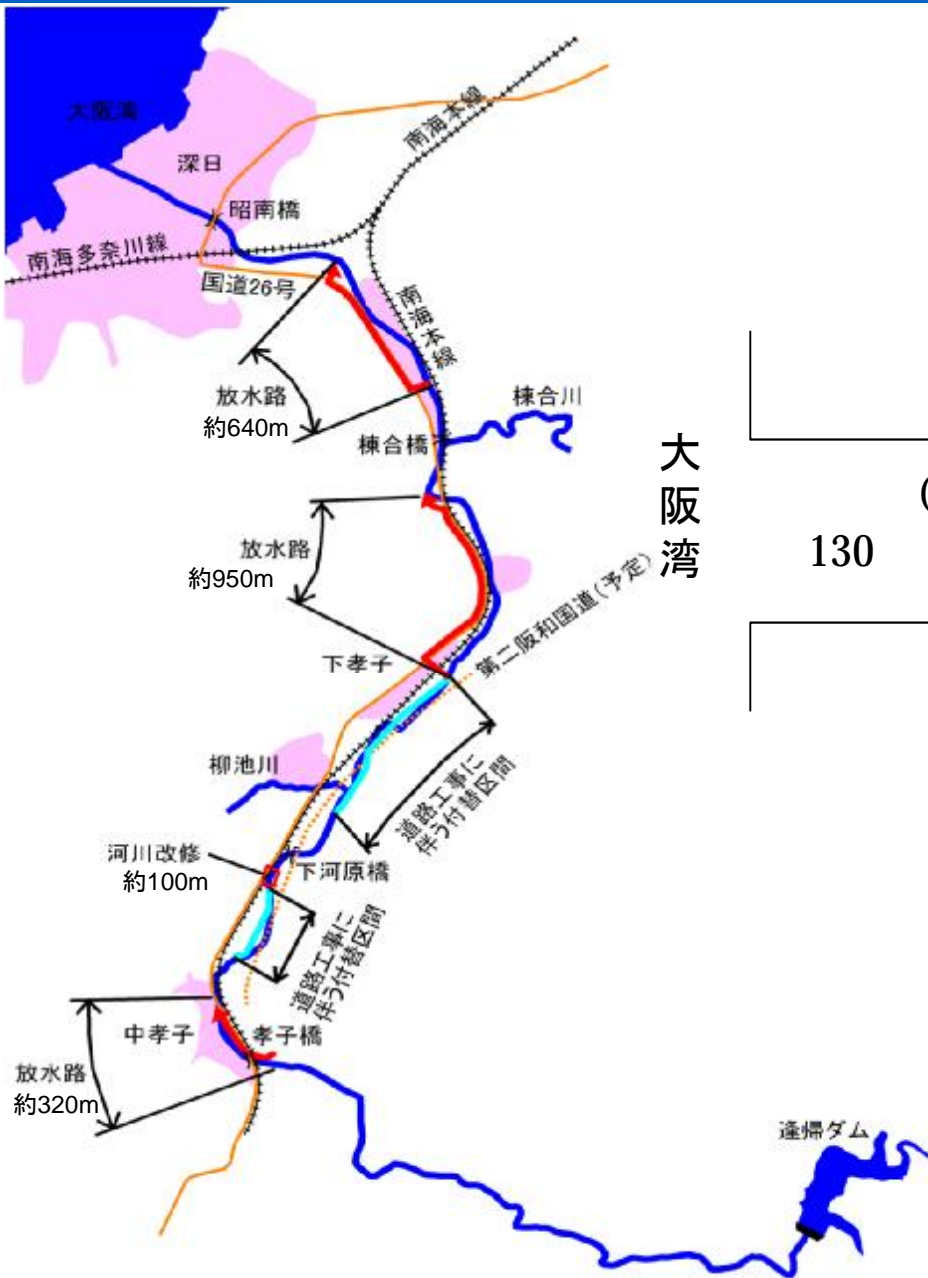 大阪湾
深日
昭南橋
南海本線
南海多奈川線
国道26号
南海本線
放水路
約640m
棟合川
棟合橋
大阪湾
(
130
放水路
約950m
第二阪和国道(予定)
下孝子
柳池川
道路工事に
伴う付替区間
河川改修
約100m
下河原橋
道路工事に
伴う付替区間
中孝子
孝子橋
放水路
約320m
逢帰ダム